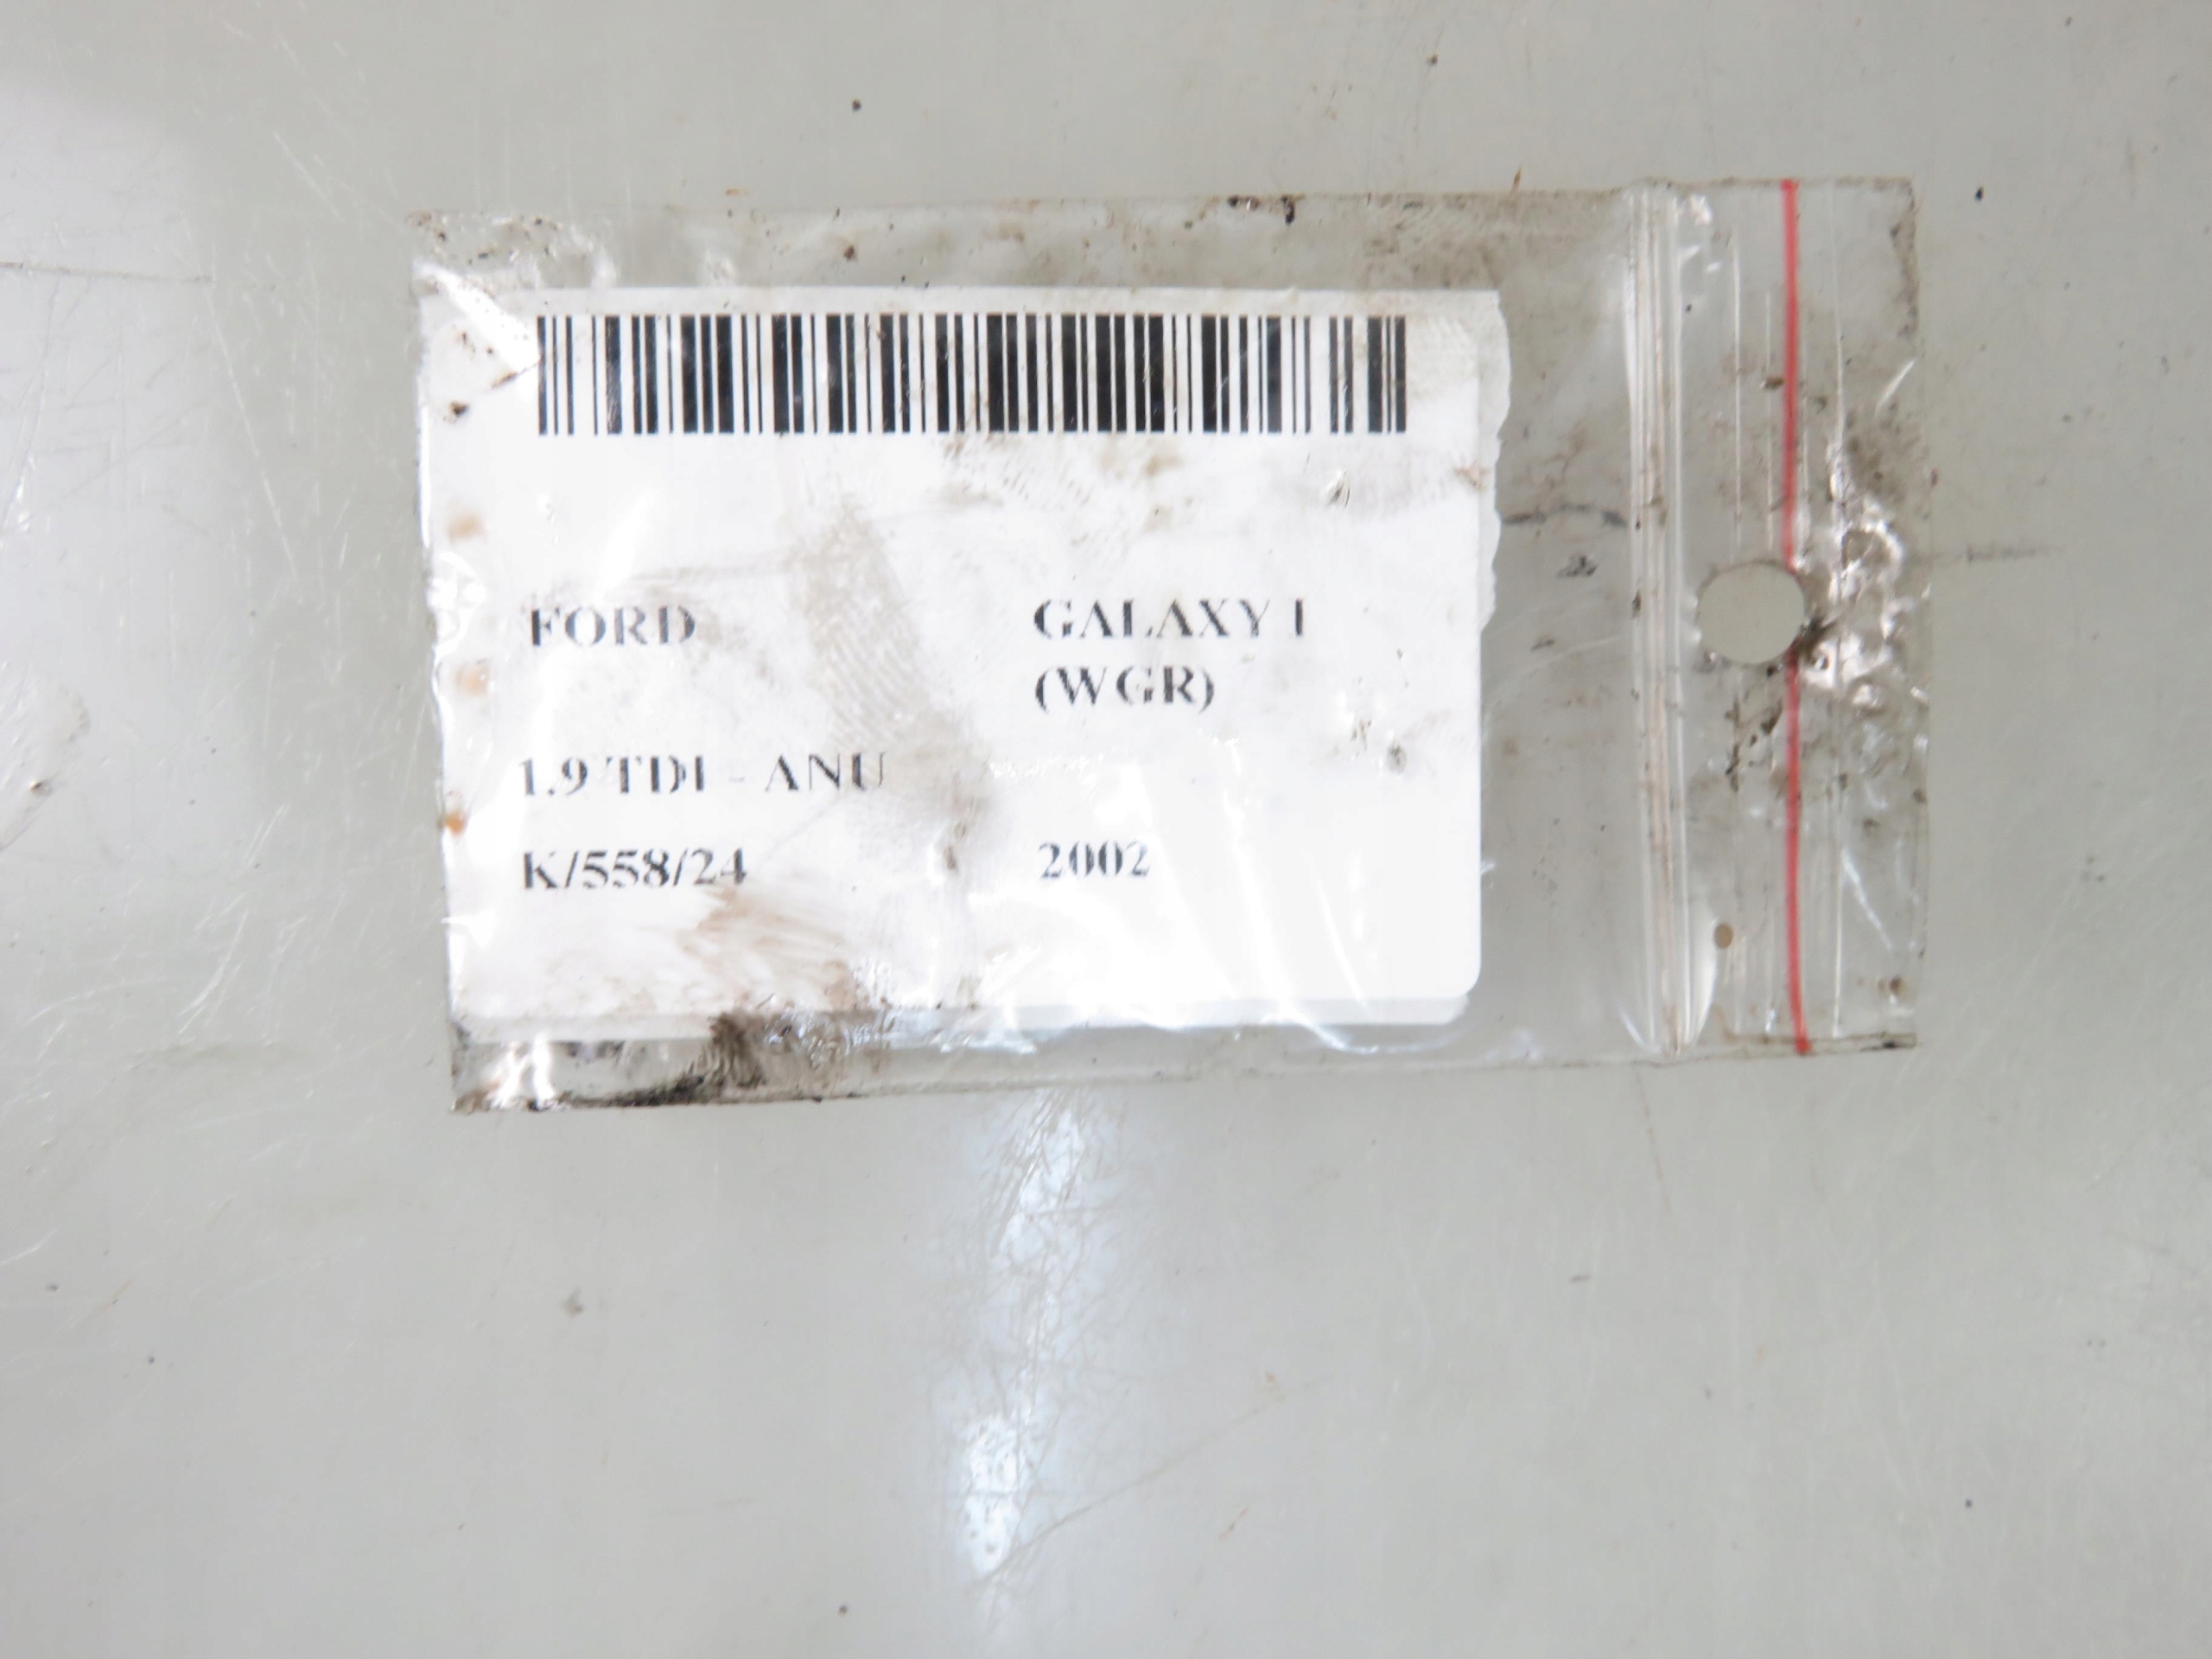 FORD GALAXY I
(WGR)
1.9 TDI - ANU
K/558/24 2002